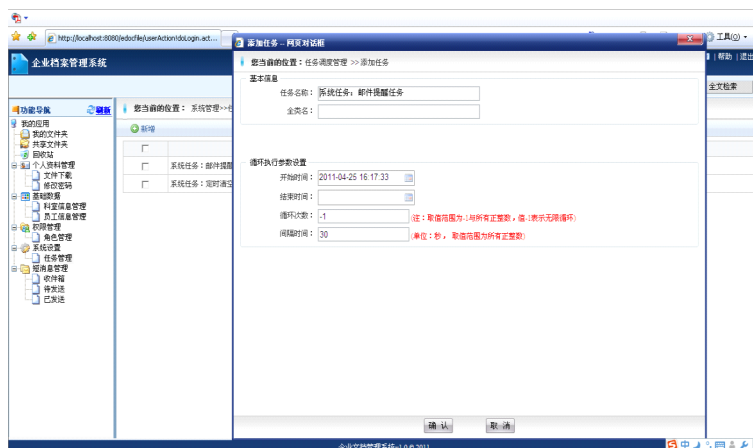 http://localhost:8080/edocfile/userAction!doLogin.act...
添加任务 -- 网页对话框
工具(O)
企业档案管理系统
帮助 | 退出
您当前的位置：任务调度管理 >>添加任务
全文检索
基本信息
任务名称： 系统任务：邮件提醒任务
全类名：
功能导航 刷新
您当前的位置： 系统管理>>
新增
我的应用
我的文件夹
共享文件夹
回收站
个人资料管理
文件下载
修改密码
基础数据
科室信息管理
员工信息管理
权限管理
角色管理
系统设置
任务管理
短消息管理
收件箱
待发送
已发送
系统任务：邮件提醒
系统任务：定时清空
循环执行参数设置
开始时间： 2011-04-25 16:17:33
结束时间：
循环次数： -1 (注：取值范围为-1与所有正整数，值-1表示无限循环)
间隔时间： 30 (单位：秒， 取值范围为所有正整数)
确 认 取 消
企业文档管理系统v1.0 © 2011
中